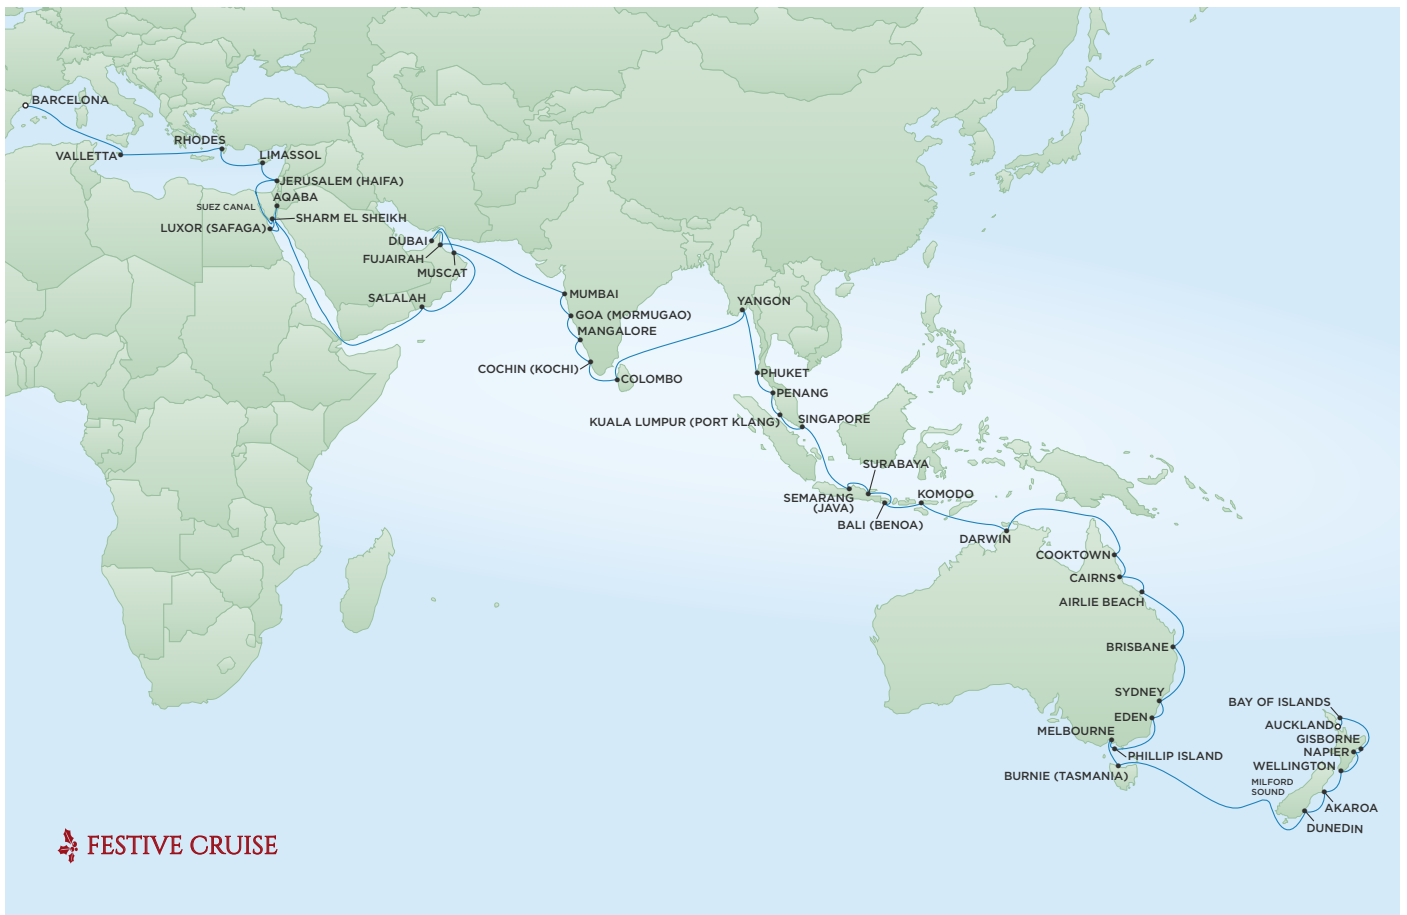 BARCELONA
VALLETTA
RHODES
LIMASSOL
JERUSALEM (HAIFA)
AQABA
SUEZ CANAL
SHARM EL SHEIKH
LUXOR (SAFAGA)
DUBAI
FUJAIRAH
MUSCAT
SALALAH
MUMBAI
GOA (MORMUGAO)
MANGALORE
COCHIN (KOCHI)
COLOMBO
YANGON
PHUKET
PENANG
KUALA LUMPUR (PORT KLANG)
SINGAPORE
SURABAYA
SEMARANG
(JAVA)
KOMODO
BALI (BENOA)
DARWIN
COOKTOWN
CAIRNS
AIRLIE BEACH
BRISBANE
SYDNEY
EDEN
MELBOURNE
PHILLIP ISLAND
BURNIE (TASMANIA)
BAY OF ISLANDS
AUCKLAND
GISBORNE
NAPIER
WELLINGTON
MILFORD
SOUND
AKAROA
DUNEDIN
FESTIVE CRUISE